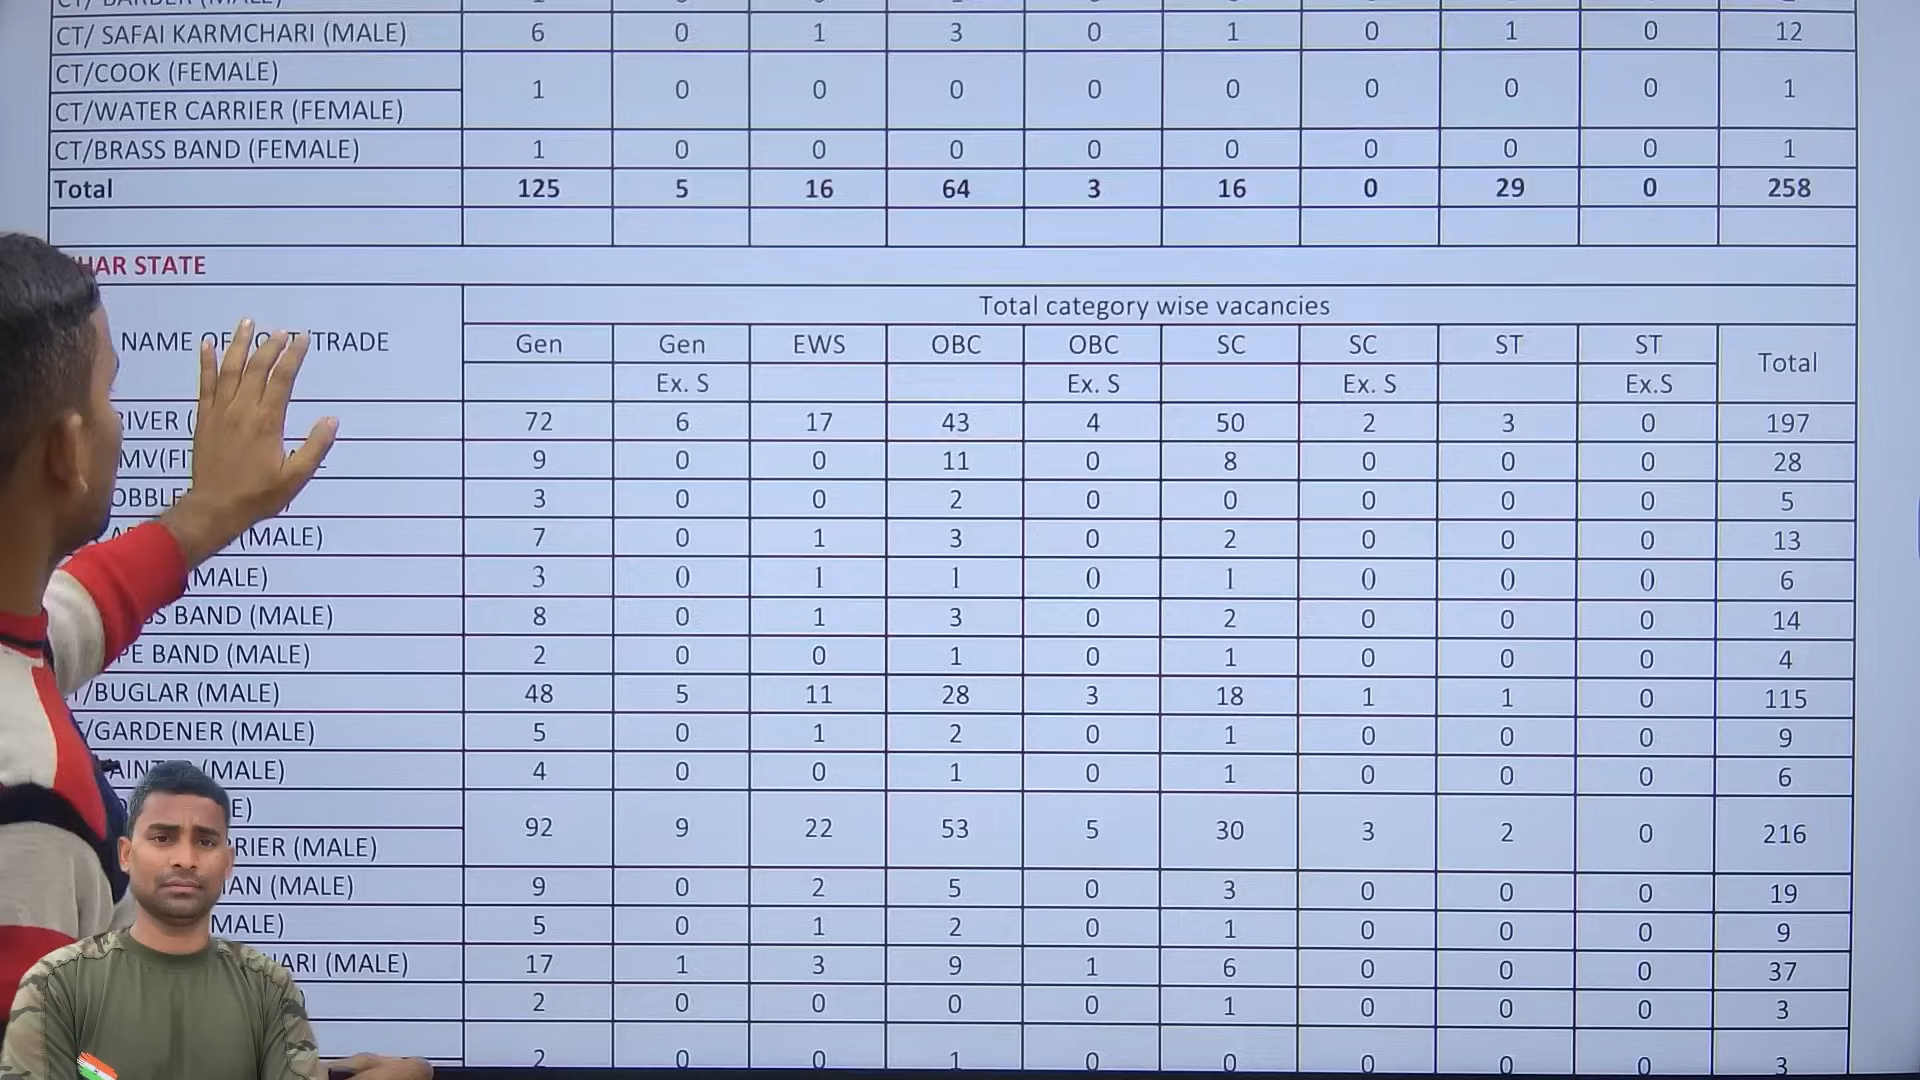 CT/ SAFAI KARMCHARI (MALE) 6 0 1 3 0 1 0 1 0 12
CT/COOK (FEMALE)
CT/WATER CARRIER (FEMALE) 1 0 0 0 0 0 0 0 0 1
CT/BRASS BAND (FEMALE) 1 0 0 0 0 0 0 0 0 1
Total 125 5 16 64 3 16 0 29 0 258
HAR STATE
Total category wise vacancies
NAME OF /TRADE Gen Gen EWS OBC OBC SC SC ST ST Total
Ex. S Ex. S Ex. S Ex.S
RIVER ( 72 6 17 43 4 50 2 3 0 197
MV(FI 9 0 0 11 0 8 0 0 0 28
OBBLE 3 0 0 2 0 0 0 0 0 5
(MALE) 7 0 1 3 0 2 0 0 0 13
(MALE) 3 0 1 1 0 1 0 0 0 6
S BAND (MALE) 8 0 1 3 0 2 0 0 0 14
PE BAND (MALE) 2 0 0 1 0 1 0 0 0 4
/BUGLAR (MALE) 48 5 11 28 3 18 1 1 0 115
/GARDENER (MALE) 5 0 1 2 0 1 0 0 0 9
AINT (MALE) 4 0 0 1 0 1 0 0 0 6
E)
RIER (MALE) 92 9 22 53 5 30 3 2 0 216
MAN (MALE) 9 0 2 5 0 3 0 0 0 19
MALE) 5 0 1 2 0 1 0 0 0 9
ARI (MALE) 17 1 3 9 1 6 0 0 0 37
2 0 0 0 0 1 0 0 0 3
2 0 0 1 0 0 0 0 0 3